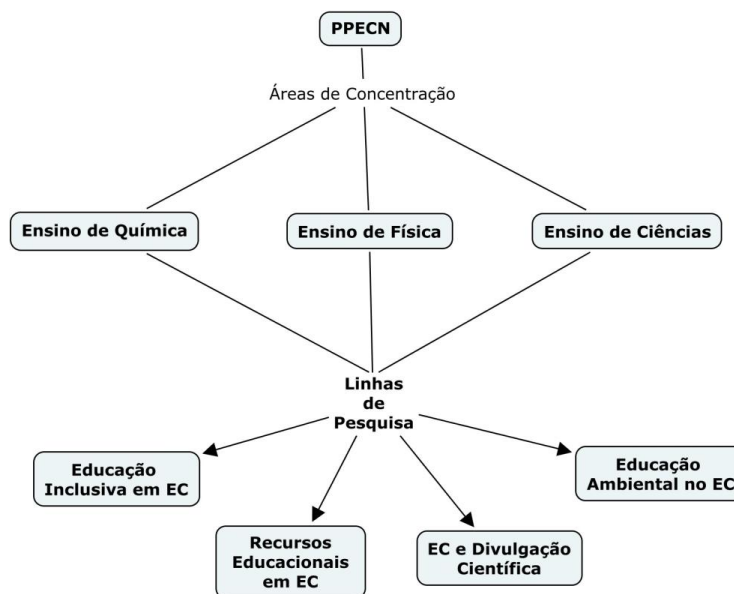 PPECN
Áreas de Concentração
Ensino de Química
Ensino de Física
Ensino de Ciências
Linhas
de
Pesquisa
Educação
Inclusiva em EC
Recursos
Educacionais
em EC
EC e Divulgação
Científica
Educação
Ambiental no EC